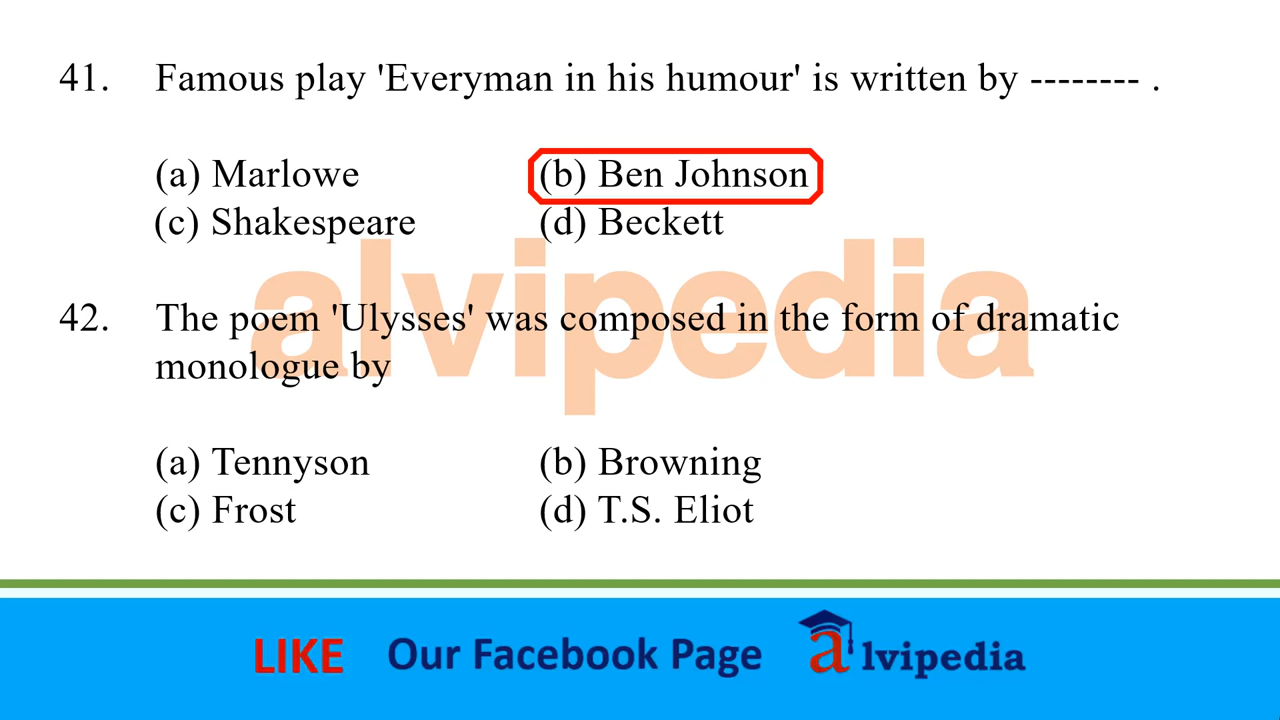 41. Famous play 'Everyman in his humour' is written by -------- .
(a) Marlowe (b) Ben Johnson
(c) Shakespeare (d) Beckett
alvipedia
42. The poem 'Ulysses' was composed in the form of dramatic
monologue by
(a) Tennyson (b) Browning
(c) Frost (d) T.S. Eliot
LIKE Our Facebook Page alvipedia